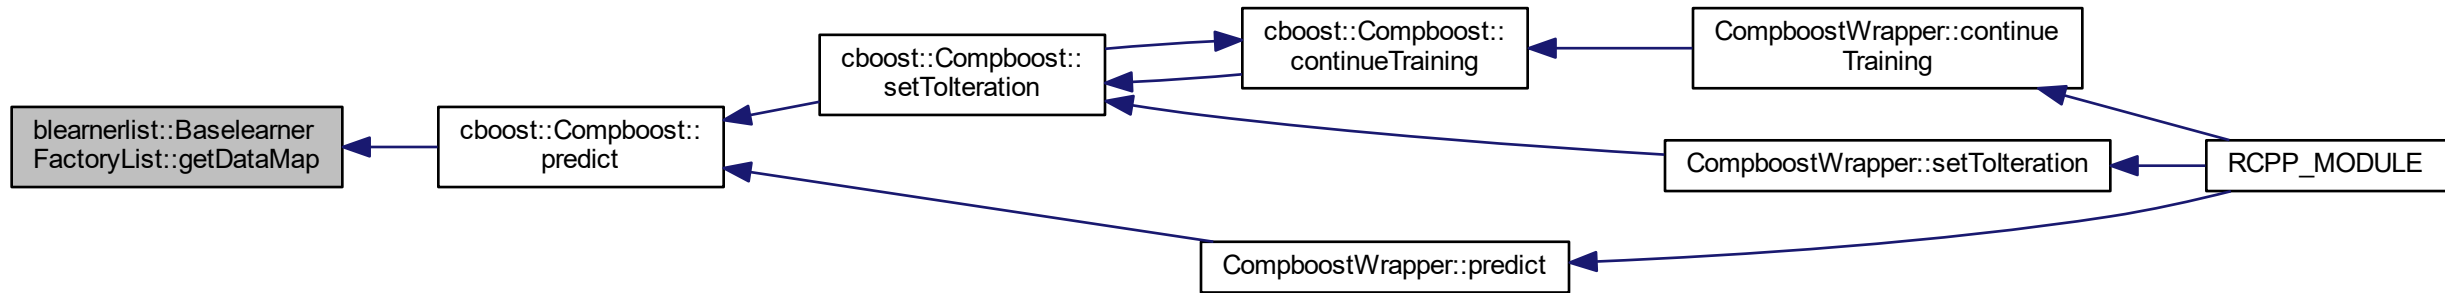 blearnerlist::Baselearner
FactoryList::getDataMap
cboost::Compboost::
predict
cboost::Compboost::
setToIteration
cboost::Compboost::
continueTraining
CompboostWrapper::continue
Training
CompboostWrapper::setToIteration
CompboostWrapper::predict
RCPP_MODULE